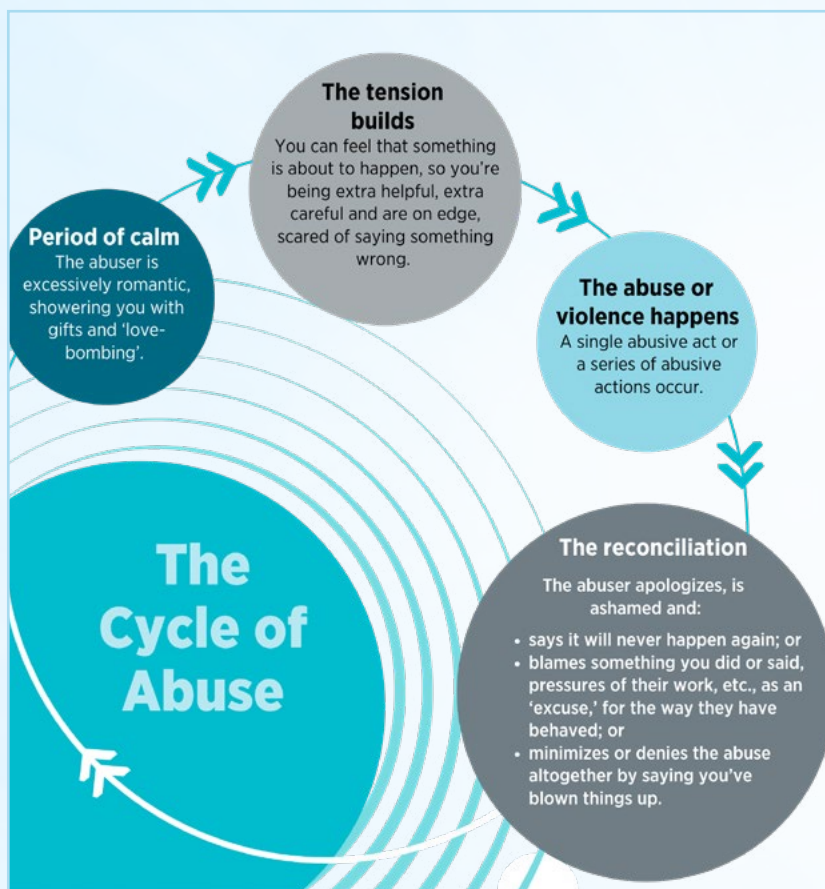 The Cycle of Abuse
Period of calm
The abuser is
excessively romantic,
showering you with
gifts and ‘love-
bombing’.
The tension
builds
You can feel that something
is about to happen, so you’re
being extra helpful, extra
careful and are on edge,
scared of saying something
wrong.
The abuse or
violence happens
A single abusive act or
a series of abusive
actions occur.
The reconciliation
The abuser apologizes, is
ashamed and:
• says it will never happen again; or
• blames something you did or said,
pressures of their work, etc., as an
‘excuse,’ for the way they have
behaved; or
• minimizes or denies the abuse
altogether by saying you’ve
blown things up.